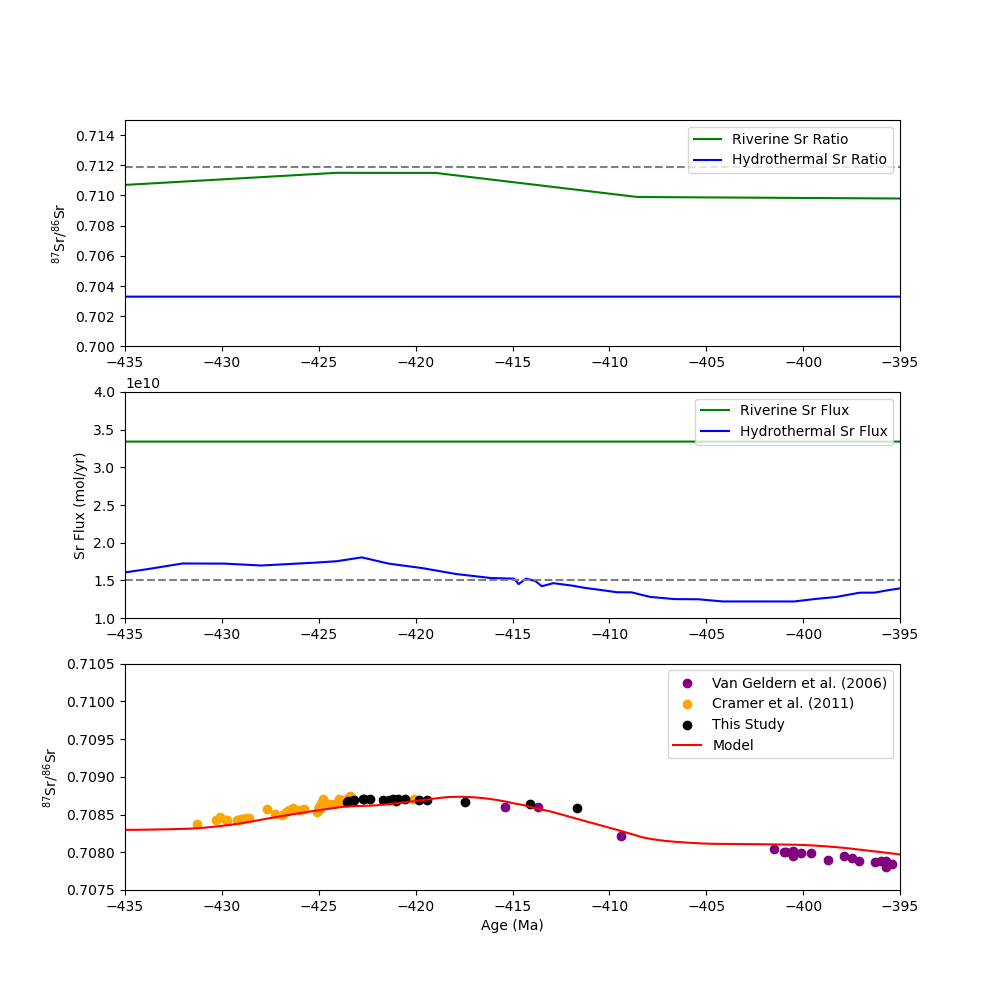 0.714
0.712
0.710
0.708
0.706
0.704
0.702
0.700
⁸⁷Sr/⁸⁶Sr
Riverine Sr Ratio
Hydrothermal Sr Ratio
−435 −430 −425 −420 −415 −410 −405 −400 −395
1e10
4.0
3.5
3.0
2.5
2.0
1.5
1.0
Sr Flux (mol/yr)
Riverine Sr Flux
Hydrothermal Sr Flux
−435 −430 −425 −420 −415 −410 −405 −400 −395
0.7105
0.7100
0.7095
0.7090
0.7085
0.7080
0.7075
⁸⁷Sr/⁸⁶Sr
Van Geldern et al. (2006)
Cramer et al. (2011)
This Study
Model
−435 −430 −425 −420 −415 −410 −405 −400 −395
Age (Ma)